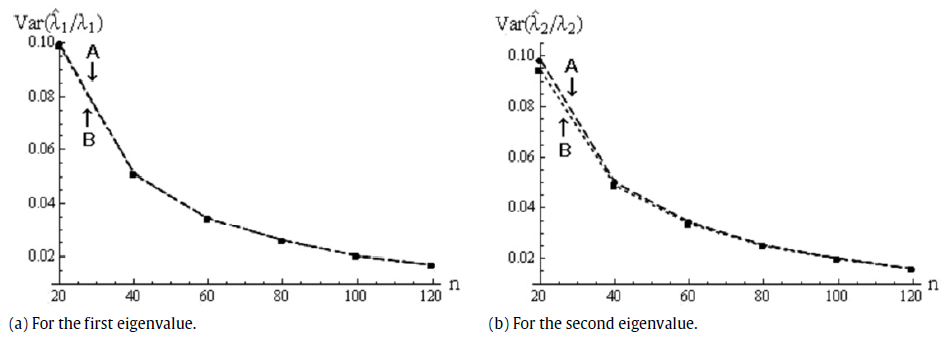 Var(λ̂1/λ1)
0.10
0.08
0.06
0.04
0.02
A
B
20 40 60 80 100 120 n
(a) For the first eigenvalue.
Var(λ̂2/λ2)
0.10
0.08
0.06
0.04
0.02
A
B
20 40 60 80 100 120 n
(b) For the second eigenvalue.